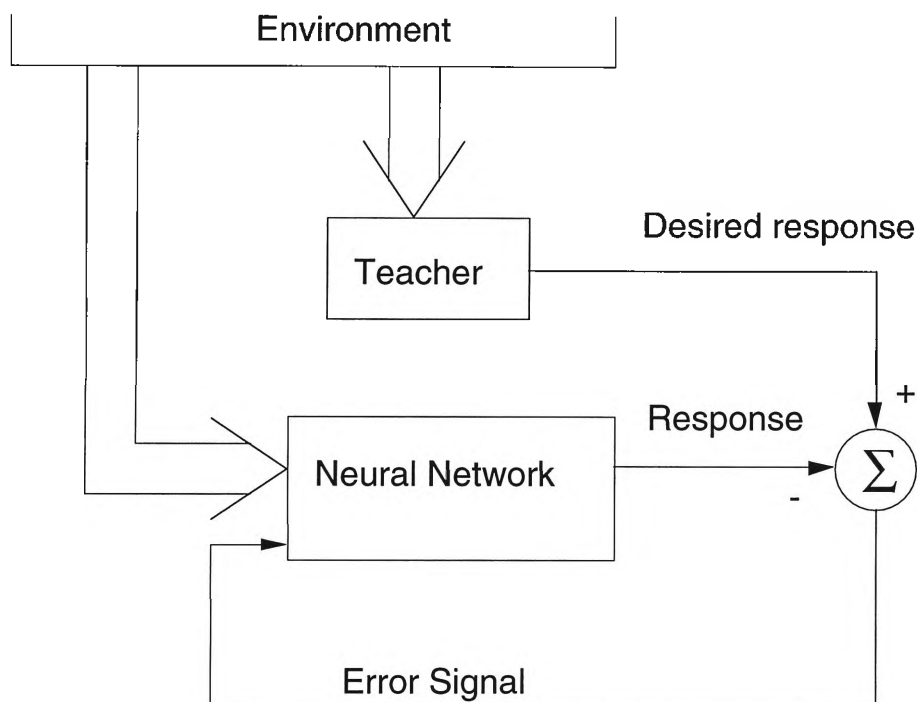 Environment
Desired response
Teacher
+
Response
Σ
Neural Network
-
Error Signal